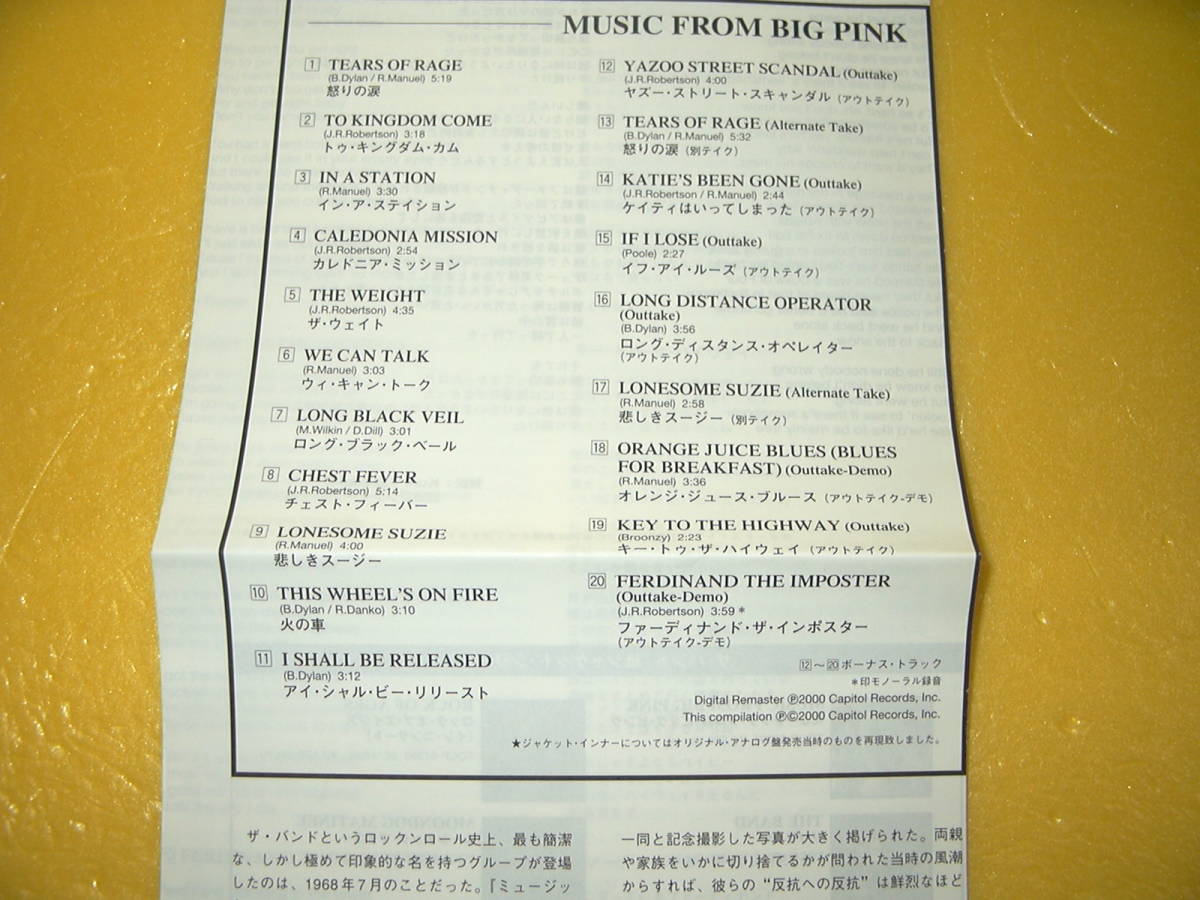 MUSIC FROM BIG PINK
1 TEARS OF RAGE
(B.Dylan / R.Manuel) 5:19
怒りの涙
2 TO KINGDOM COME
(J.R.Robertson) 3:18
トゥ・キングダム・カム
3 IN A STATION
(R.Manuel) 3:30
イン・ア・ステイション
4 CALEDONIA MISSION
(J.R.Robertson) 2:54
カレドニア・ミッション
5 THE WEIGHT
(J.R.Robertson) 4:35
ザ・ウェイト
6 WE CAN TALK
(R.Manuel) 3:03
ウィ・キャン・トーク
7 LONG BLACK VEIL
(M.Wilkin / D.Dill) 3:01
ロング・ブラック・ベール
8 CHEST FEVER
(J.R.Robertson) 5:14
チェスト・フィーバー
9 LONESOME SUZIE
(R.Manuel) 4:00
悲しきスージー
10 THIS WHEEL'S ON FIRE
(B.Dylan / R.Danko) 3:10
火の車
11 I SHALL BE RELEASED
(B.Dylan) 3:12
アイ・シャル・ビー・リリースト
12 YAZOO STREET SCANDAL (Outtake)
(J.R.Robertson) 4:00
ヤズー・ストリート・スキャンダル (アウトテイク)
13 TEARS OF RAGE (Alternate Take)
(B.Dylan / R.Manuel) 5:32
怒りの涙 (別テイク)
14 KATIE'S BEEN GONE (Outtake)
(J.R.Robertson / R.Manuel) 2:44
ケイティはいってしまった (アウトテイク)
15 IF I LOSE (Outtake)
(Poole) 2:27
イフ・アイ・ルーズ (アウトテイク)
16 LONG DISTANCE OPERATOR
(Outtake)
(B.Dylan) 3:56
ロング・ディスタンス・オペレイター
(アウトテイク)
17 LONESOME SUZIE (Alternate Take)
(R.Manuel) 2:58
悲しきスージー (別テイク)
18 ORANGE JUICE BLUES (BLUES
FOR BREAKFAST) (Outtake-Demo)
(R.Manuel) 3:36
オレンジ・ジュース・ブルース (アウトテイク-デモ)
19 KEY TO THE HIGHWAY (Outtake)
(Broonzy) 2:23
キー・トゥ・ザ・ハイウェイ (アウトテイク)
20 FERDINAND THE IMPOSTER
(Outtake-Demo)
(J.R.Robertson) 3:59 *
ファーディナンド・ザ・インポスター
(アウトテイク-デモ)
12～20 ボーナス・トラック
*印モノーラル録音
Digital Remaster ℗2000 Capitol Records, Inc.
This compilation ℗©2000 Capitol Records, Inc.
★ジャケット・インナーについてはオリジナル・アナログ盤発売当時のものを再現致しました。
ザ・バンドというロックンロール史上、最も簡潔
な、しかし極めて印象的な名を持つグループが登場
したのは、1968年7月のことだった。『ミュージッ
一同と記念撮影した写真が大きく掲げられた。両親
や家族をいかに切り捨てるかが問われた当時の風潮
からすれば、彼らの“反抗への反抗”は鮮烈なほど